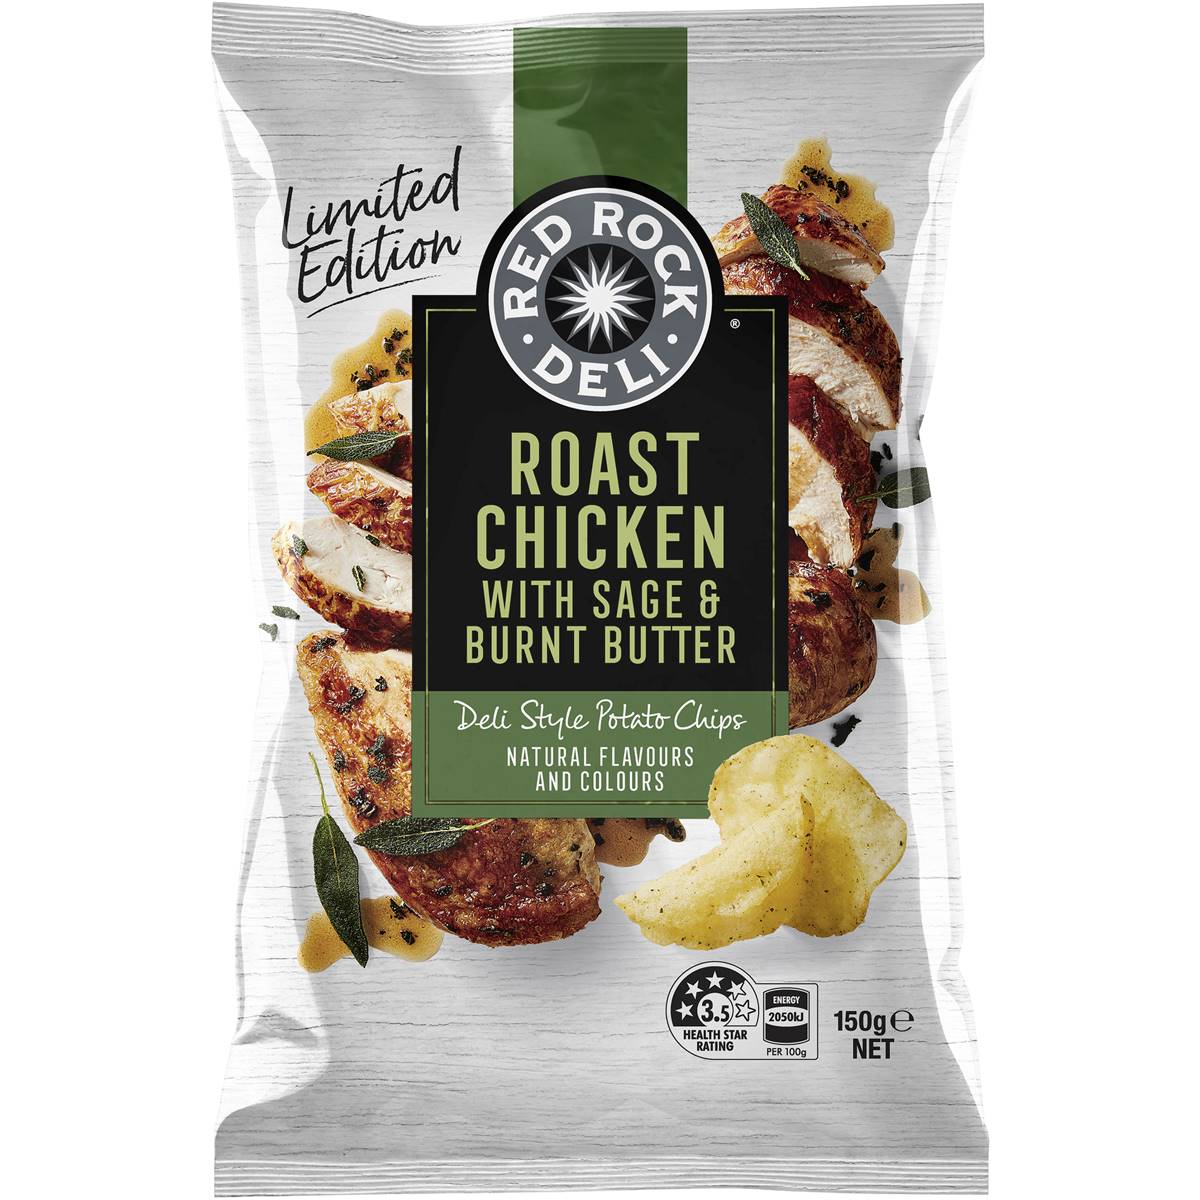 Limited
Edition
RED ROCK
DELI
®
ROAST
CHICKEN
WITH SAGE &
BURNT BUTTER
Deli Style Potato Chips
NATURAL FLAVOURS
AND COLOURS
3.5
HEALTH STAR
RATING
ENERGY
2050kJ
PER 100g
150g℮
NET